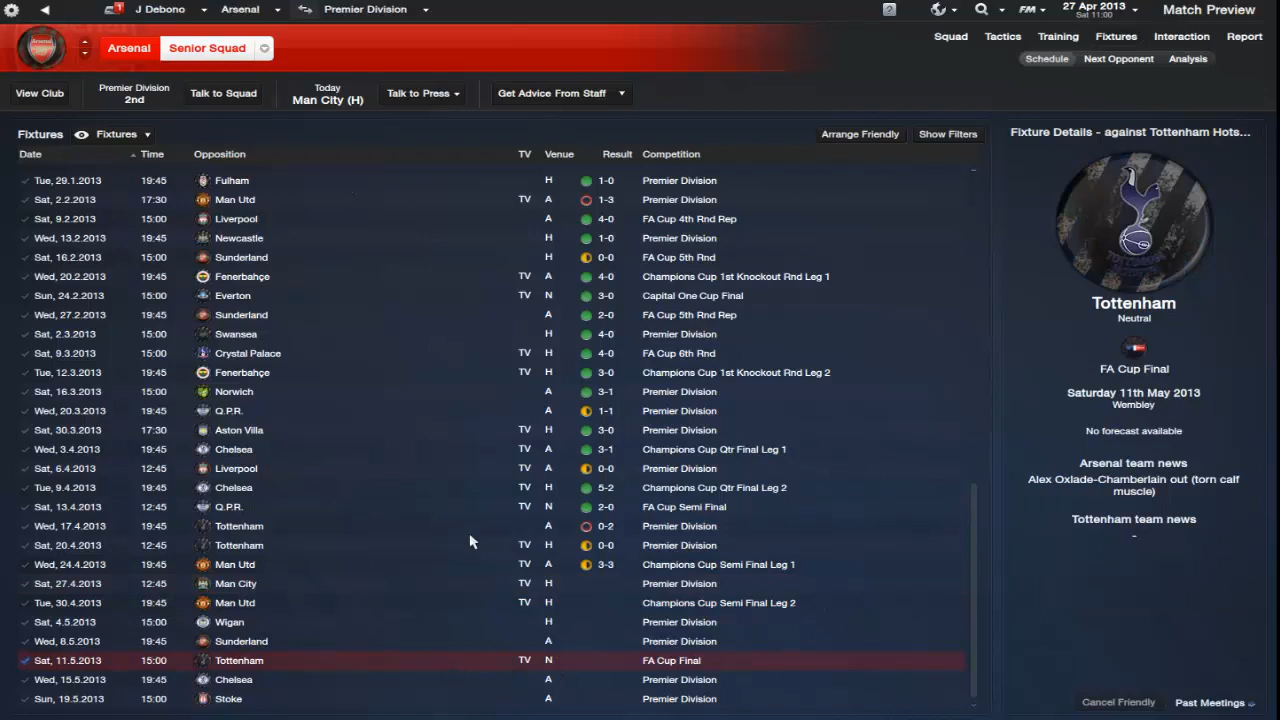 J Debono Arsenal Premier Division 27 Apr 2013 Match Preview
FM Sat 11:00
Arsenal Senior Squad
Squad Tactics Training Fixtures Interaction Report
Schedule Next Opponent Analysis
View Club Premier Division 2nd Talk to Squad Today Man City (H) Talk to Press Get Advice From Staff
Fixtures Fixtures Arrange Friendly Show Filters
Date Time Opposition TV Venue Result Competition
Tue, 29.1.2013 19:45 Fulham H 1-0 Premier Division
Sat, 2.2.2013 17:30 Man Utd TV A 1-3 Premier Division
Sat, 9.2.2013 15:00 Liverpool A 4-0 FA Cup 4th Rnd Rep
Wed, 13.2.2013 19:45 Newcastle H 1-0 Premier Division
Sat, 16.2.2013 15:00 Sunderland H 0-0 FA Cup 5th Rnd
Wed, 20.2.2013 19:45 Fenerbahçe TV A 4-0 Champions Cup 1st Knockout Rnd Leg 1
Sun, 24.2.2013 15:00 Everton TV N 3-0 Capital One Cup Final
Wed, 27.2.2013 19:45 Sunderland A 2-0 FA Cup 5th Rnd Rep
Sat, 2.3.2013 15:00 Swansea H 4-0 Premier Division
Sat, 9.3.2013 15:00 Crystal Palace TV H 4-0 FA Cup 6th Rnd
Tue, 12.3.2013 19:45 Fenerbahçe TV H 3-0 Champions Cup 1st Knockout Rnd Leg 2
Sat, 16.3.2013 15:00 Norwich A 3-1 Premier Division
Wed, 20.3.2013 19:45 Q.P.R. A 1-1 Premier Division
Sat, 30.3.2013 17:30 Aston Villa TV H 3-0 Premier Division
Wed, 3.4.2013 19:45 Chelsea TV A 3-1 Champions Cup Qtr Final Leg 1
Sat, 6.4.2013 12:45 Liverpool TV A 0-0 Premier Division
Tue, 9.4.2013 19:45 Chelsea TV H 5-2 Champions Cup Qtr Final Leg 2
Sat, 13.4.2013 12:45 Q.P.R. TV N 2-0 FA Cup Semi Final
Wed, 17.4.2013 19:45 Tottenham A 0-2 Premier Division
Sat, 20.4.2013 12:45 Tottenham TV H 0-0 Premier Division
Wed, 24.4.2013 19:45 Man Utd TV A 3-3 Champions Cup Semi Final Leg 1
Sat, 27.4.2013 12:45 Man City TV H Premier Division
Tue, 30.4.2013 19:45 Man Utd TV H Champions Cup Semi Final Leg 2
Sat, 4.5.2013 15:00 Wigan H Premier Division
Wed, 8.5.2013 19:45 Sunderland A Premier Division
Sat, 11.5.2013 15:00 Tottenham TV N FA Cup Final
Wed, 15.5.2013 19:45 Chelsea A Premier Division
Sun, 19.5.2013 15:00 Stoke A Premier Division
Fixture Details - against Tottenham Hots...
Tottenham
Neutral
FA Cup Final
Saturday 11th May 2013
Wembley
No forecast available
Arsenal team news
Alex Oxlade-Chamberlain out (torn calf
muscle)
Tottenham team news
-
Cancel Friendly Past Meetings